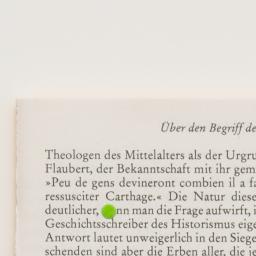 Über den Begriff de
Theologen des Mittelalters als der Urgru
Flaubert, der Bekanntschaft mit ihr gem
»Peu de gens devineront combien il a fa
ressusciter Carthage.« Die Natur diese
deutlicher, nn man die Frage aufwirft, i
Geschichtsschreiber des Historismus eige
Antwort lautet unweigerlich in den Siege
schenden sind aber die Erben aller, die je